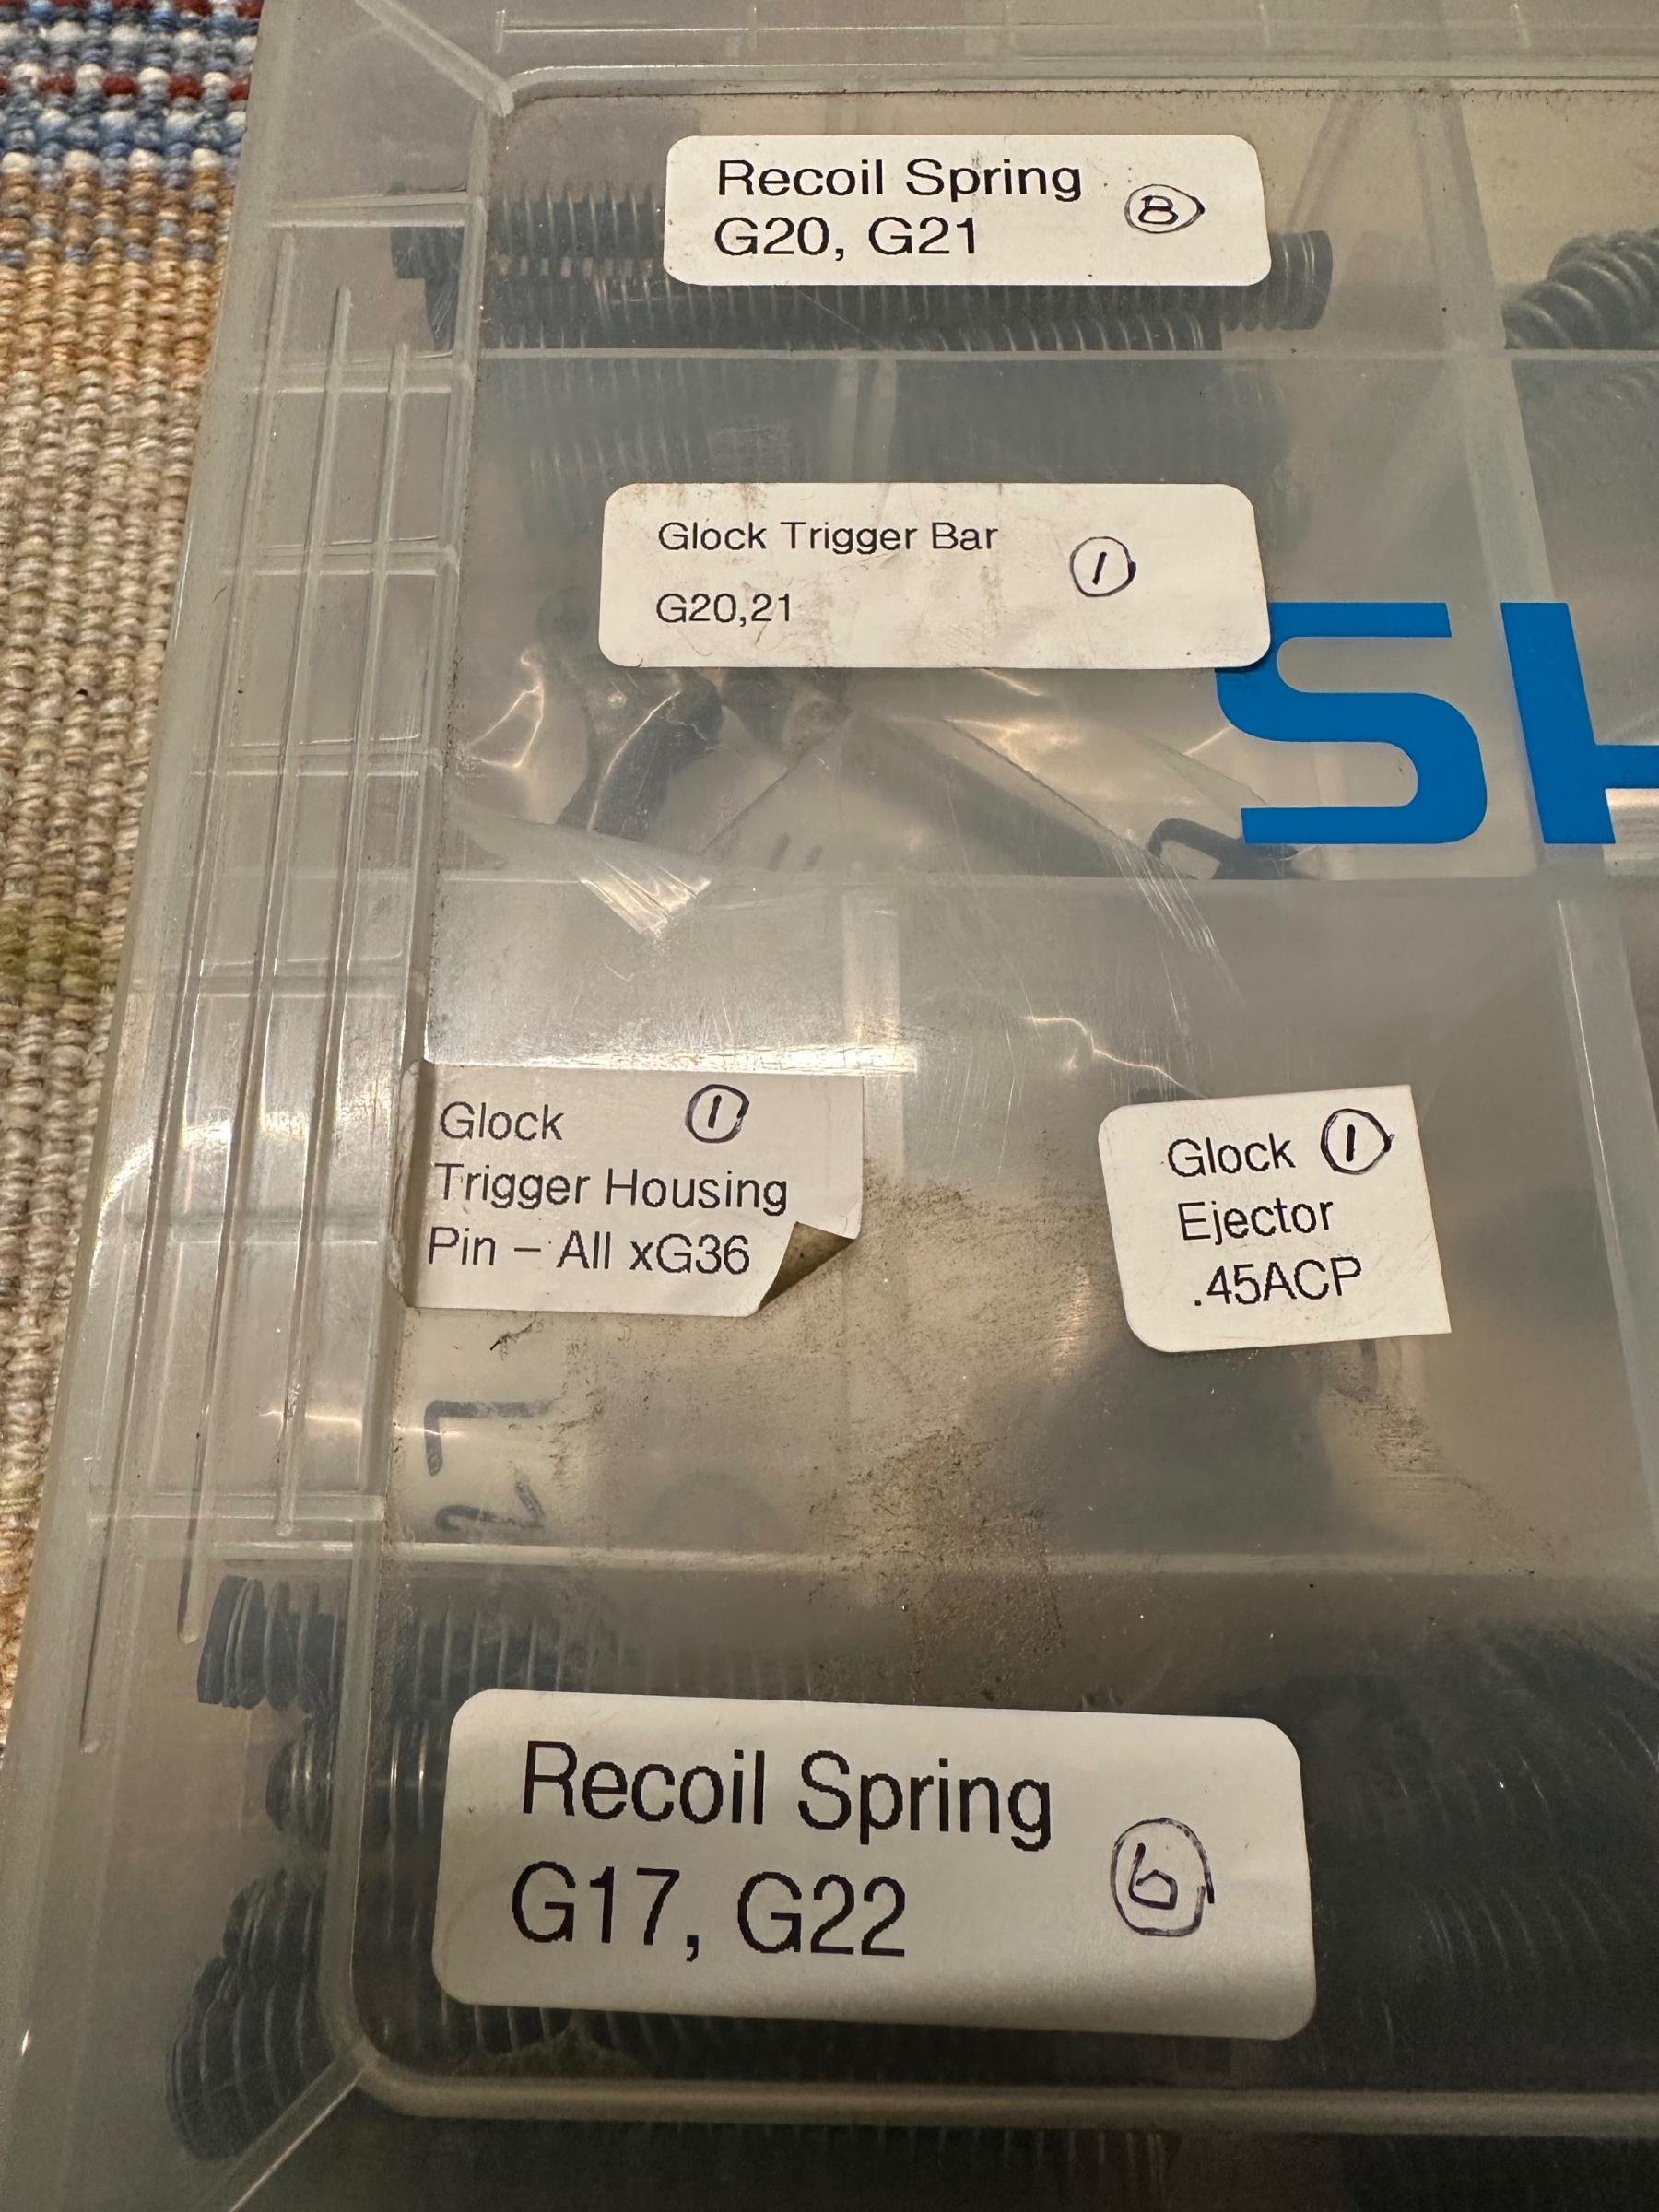 Recoil Spring 8
G20, G21
Glock Trigger Bar 1
G20,21
SH
Glock 1
Trigger Housing
Pin – All xG36
Glock 1
Ejector
.45ACP
Recoil Spring
G17, G22 6